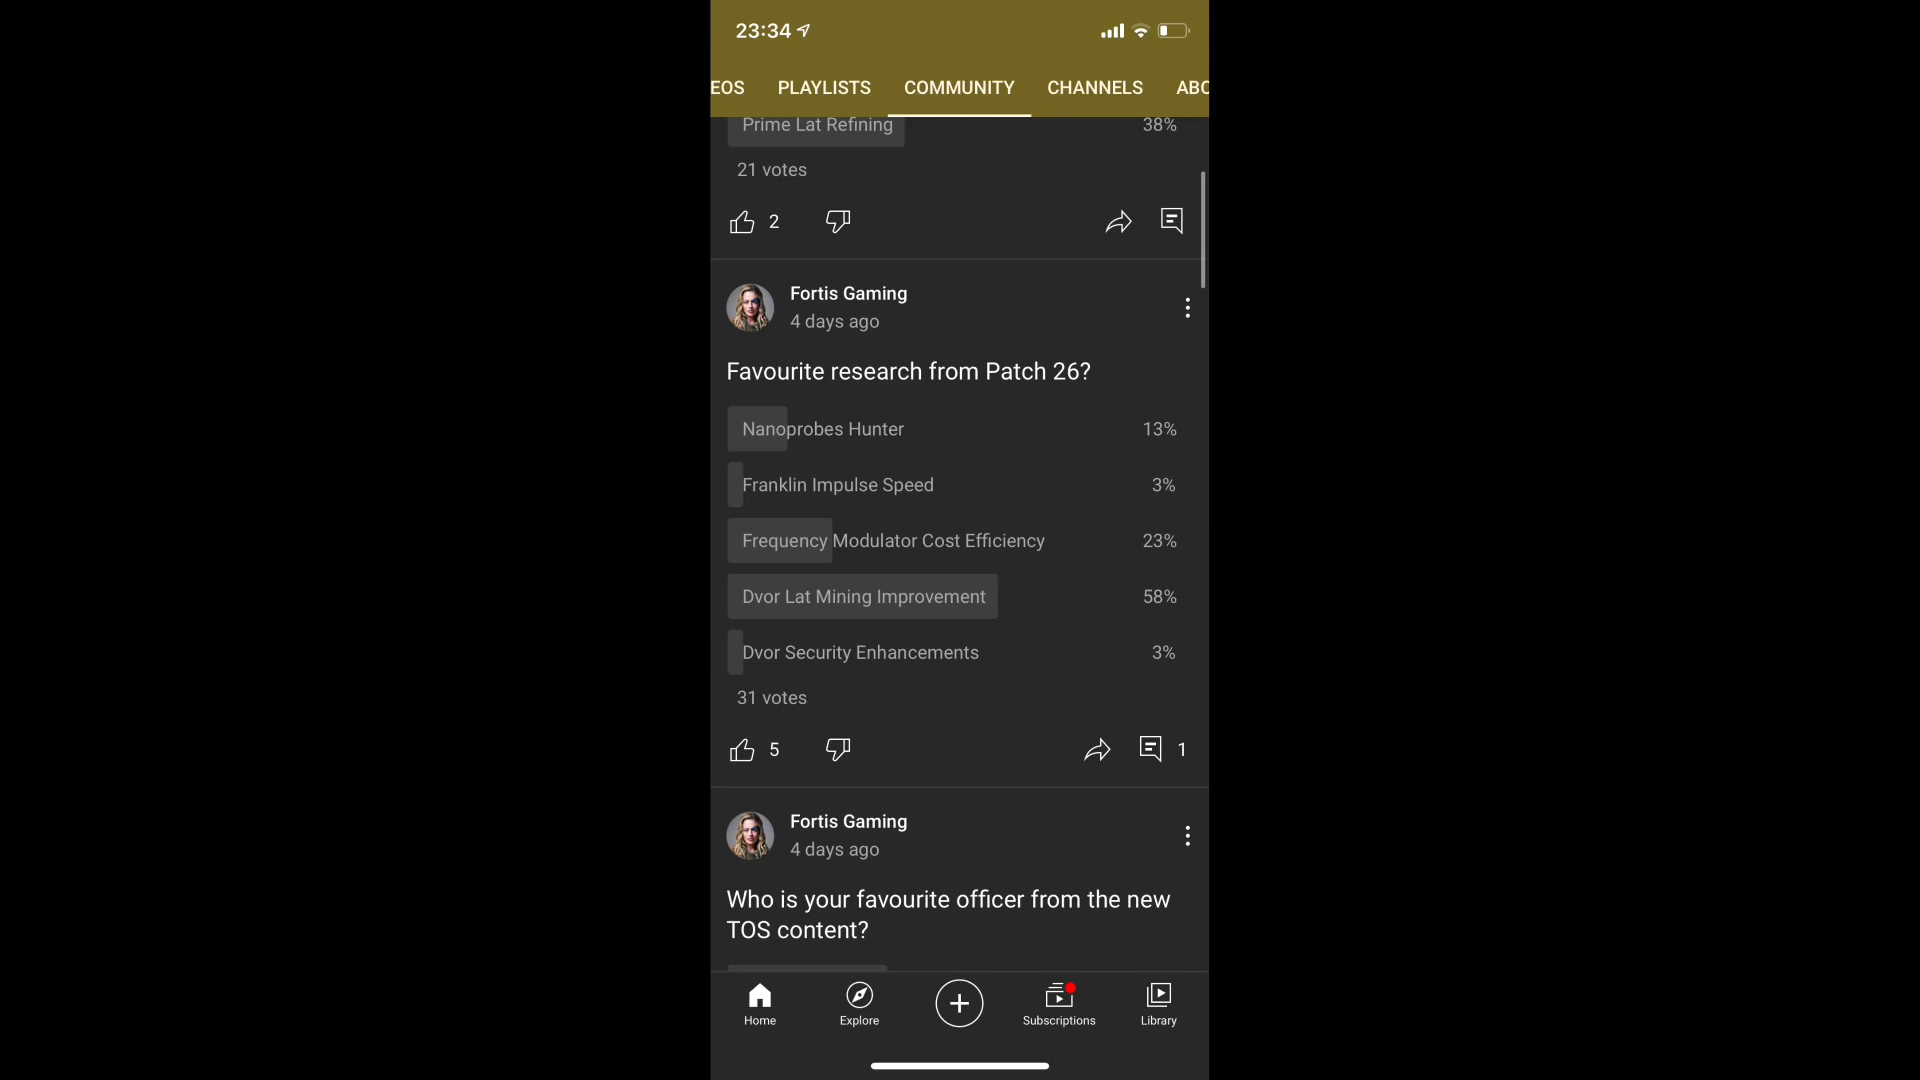 23:34
EOS PLAYLISTS COMMUNITY CHANNELS ABO
Prime Lat Refining 38%
21 votes
2
Fortis Gaming
4 days ago
Favourite research from Patch 26?
Nanoprobes Hunter 13%
Franklin Impulse Speed 3%
Frequency Modulator Cost Efficiency 23%
Dvor Lat Mining Improvement 58%
Dvor Security Enhancements 3%
31 votes
5 1
Fortis Gaming
4 days ago
Who is your favourite officer from the new
TOS content?
Home Explore Subscriptions Library